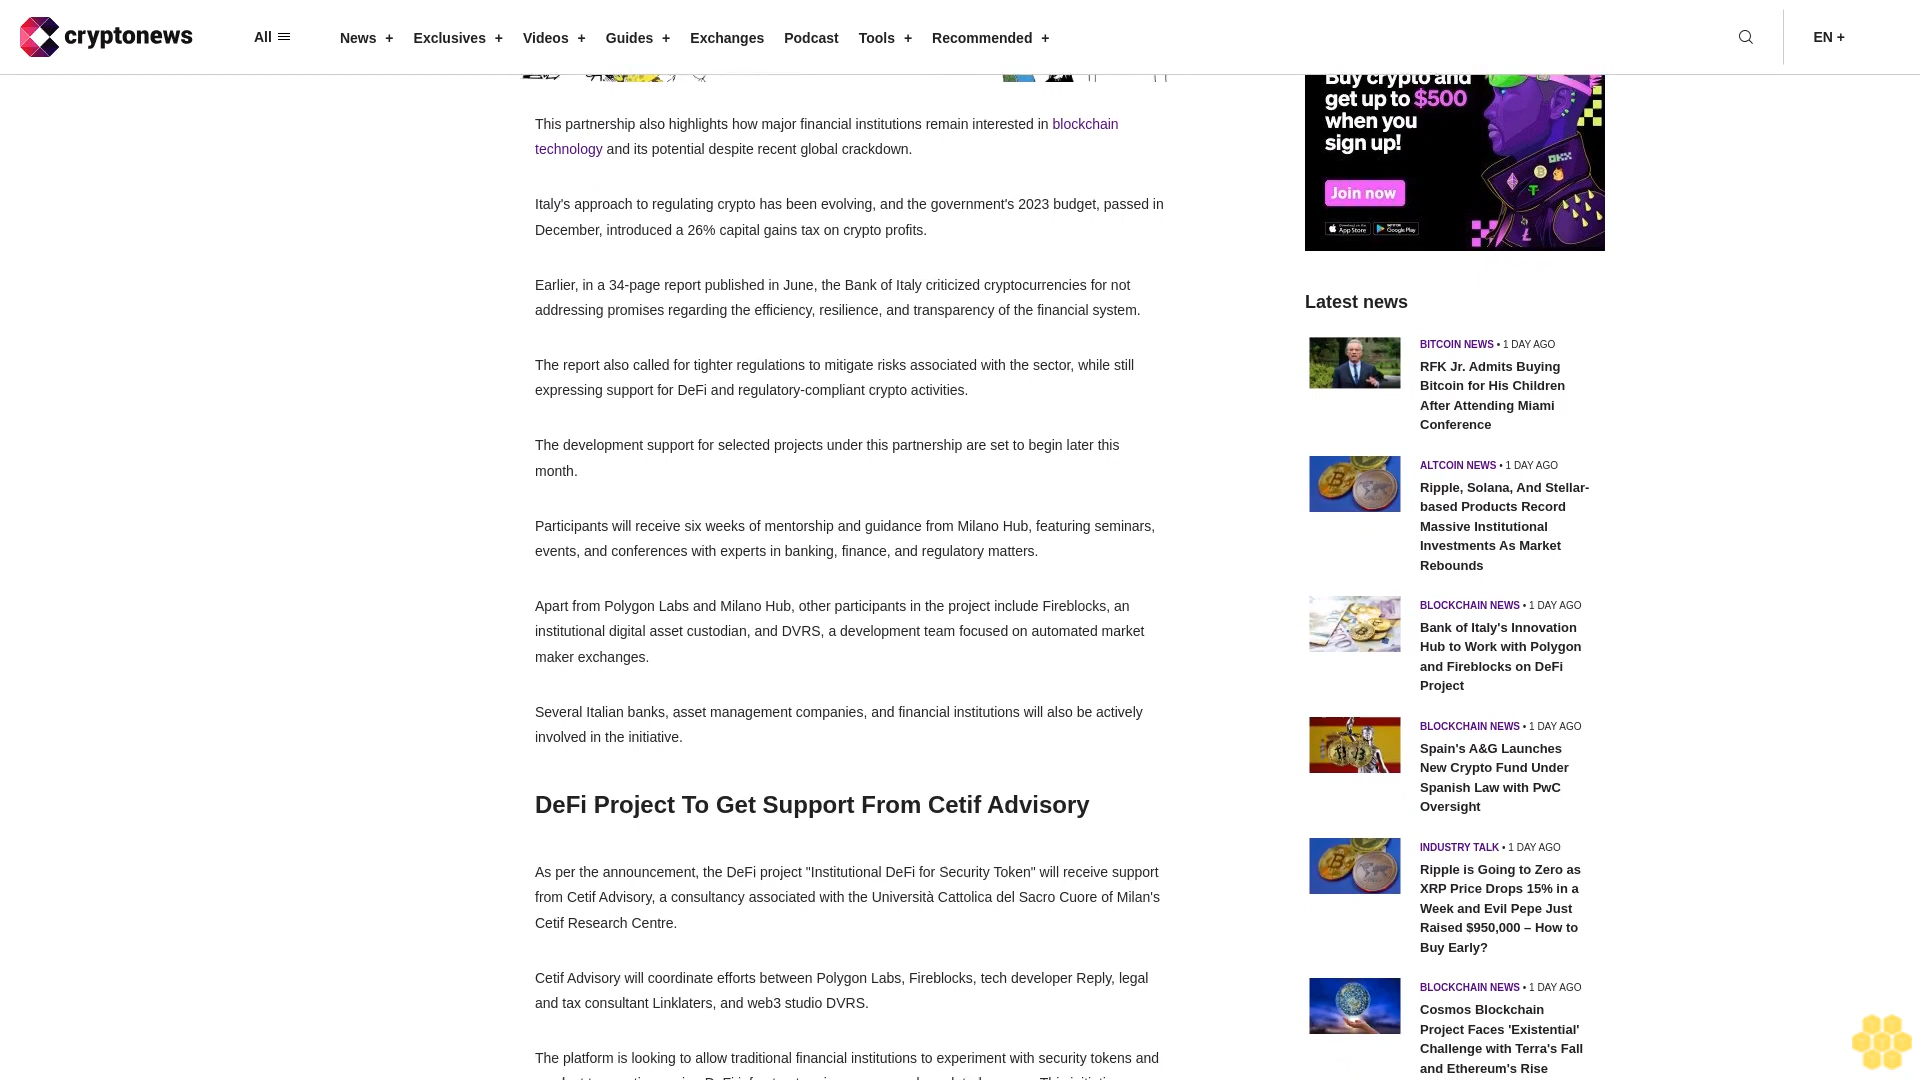 cryptonews
All
News +
Exclusives +
Videos +
Guides +
Exchanges
Podcast
Tools +
Recommended +
EN +
This partnership also highlights how major financial institutions remain interested in blockchain
technology and its potential despite recent global crackdown.
Italy's approach to regulating crypto has been evolving, and the government's 2023 budget, passed in
December, introduced a 26% capital gains tax on crypto profits.
Earlier, in a 34-page report published in June, the Bank of Italy criticized cryptocurrencies for not
addressing promises regarding the efficiency, resilience, and transparency of the financial system.
The report also called for tighter regulations to mitigate risks associated with the sector, while still
expressing support for DeFi and regulatory-compliant crypto activities.
The development support for selected projects under this partnership are set to begin later this
month.
Participants will receive six weeks of mentorship and guidance from Milano Hub, featuring seminars,
events, and conferences with experts in banking, finance, and regulatory matters.
Apart from Polygon Labs and Milano Hub, other participants in the project include Fireblocks, an
institutional digital asset custodian, and DVRS, a development team focused on automated market
maker exchanges.
Several Italian banks, asset management companies, and financial institutions will also be actively
involved in the initiative.
DeFi Project To Get Support From Cetif Advisory
As per the announcement, the DeFi project "Institutional DeFi for Security Token" will receive support
from Cetif Advisory, a consultancy associated with the Università Cattolica del Sacro Cuore of Milan's
Cetif Research Centre.
Cetif Advisory will coordinate efforts between Polygon Labs, Fireblocks, tech developer Reply, legal
and tax consultant Linklaters, and web3 studio DVRS.
The platform is looking to allow traditional financial institutions to experiment with security tokens and
Buy crypto and
get up to $500
when you
sign up!
Join now
App Store
Google Play
Latest news
BITCOIN NEWS • 1 DAY AGO
RFK Jr. Admits Buying
Bitcoin for His Children
After Attending Miami
Conference
ALTCOIN NEWS • 1 DAY AGO
Ripple, Solana, And Stellar-
based Products Record
Massive Institutional
Investments As Market
Rebounds
BLOCKCHAIN NEWS • 1 DAY AGO
Bank of Italy's Innovation
Hub to Work with Polygon
and Fireblocks on DeFi
Project
BLOCKCHAIN NEWS • 1 DAY AGO
Spain's A&G Launches
New Crypto Fund Under
Spanish Law with PwC
Oversight
INDUSTRY TALK • 1 DAY AGO
Ripple is Going to Zero as
XRP Price Drops 15% in a
Week and Evil Pepe Just
Raised $950,000 – How to
Buy Early?
BLOCKCHAIN NEWS • 1 DAY AGO
Cosmos Blockchain
Project Faces 'Existential'
Challenge with Terra's Fall
and Ethereum's Rise